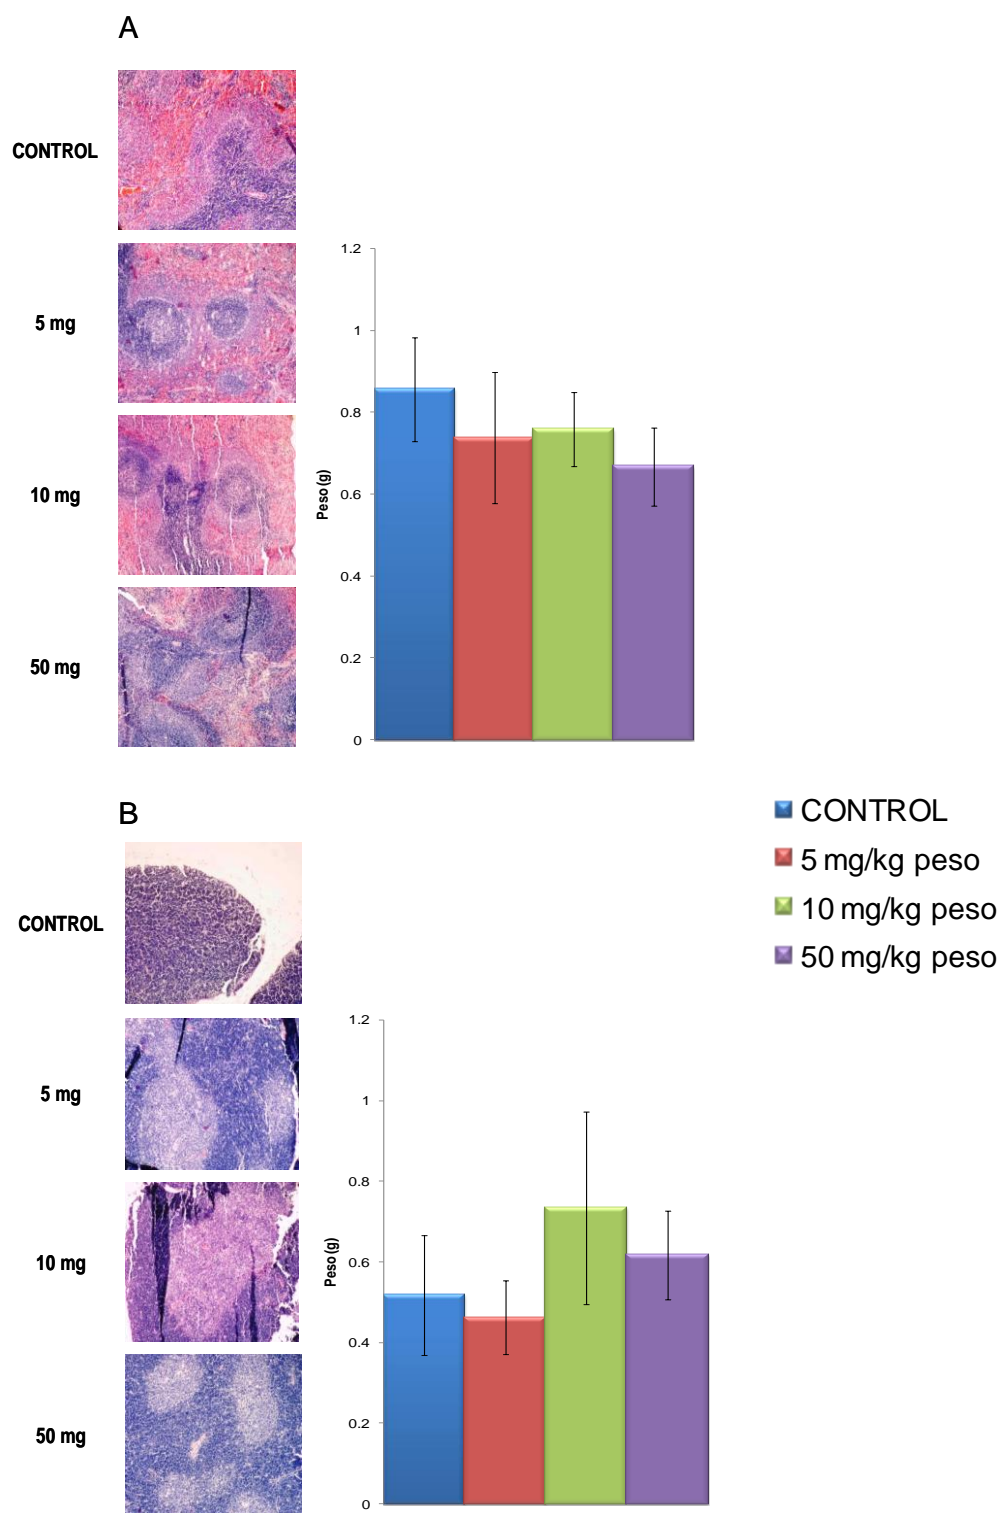 A
CONTROL
5 mg
10 mg
50 mg
1.2
1
0.8
0.6
0.4
0.2
0
Peso (g)
B
CONTROL
5 mg
10 mg
50 mg
1.2
1
0.8
0.6
0.4
0.2
0
Peso (g)
CONTROL
5 mg/kg peso
10 mg/kg peso
50 mg/kg peso